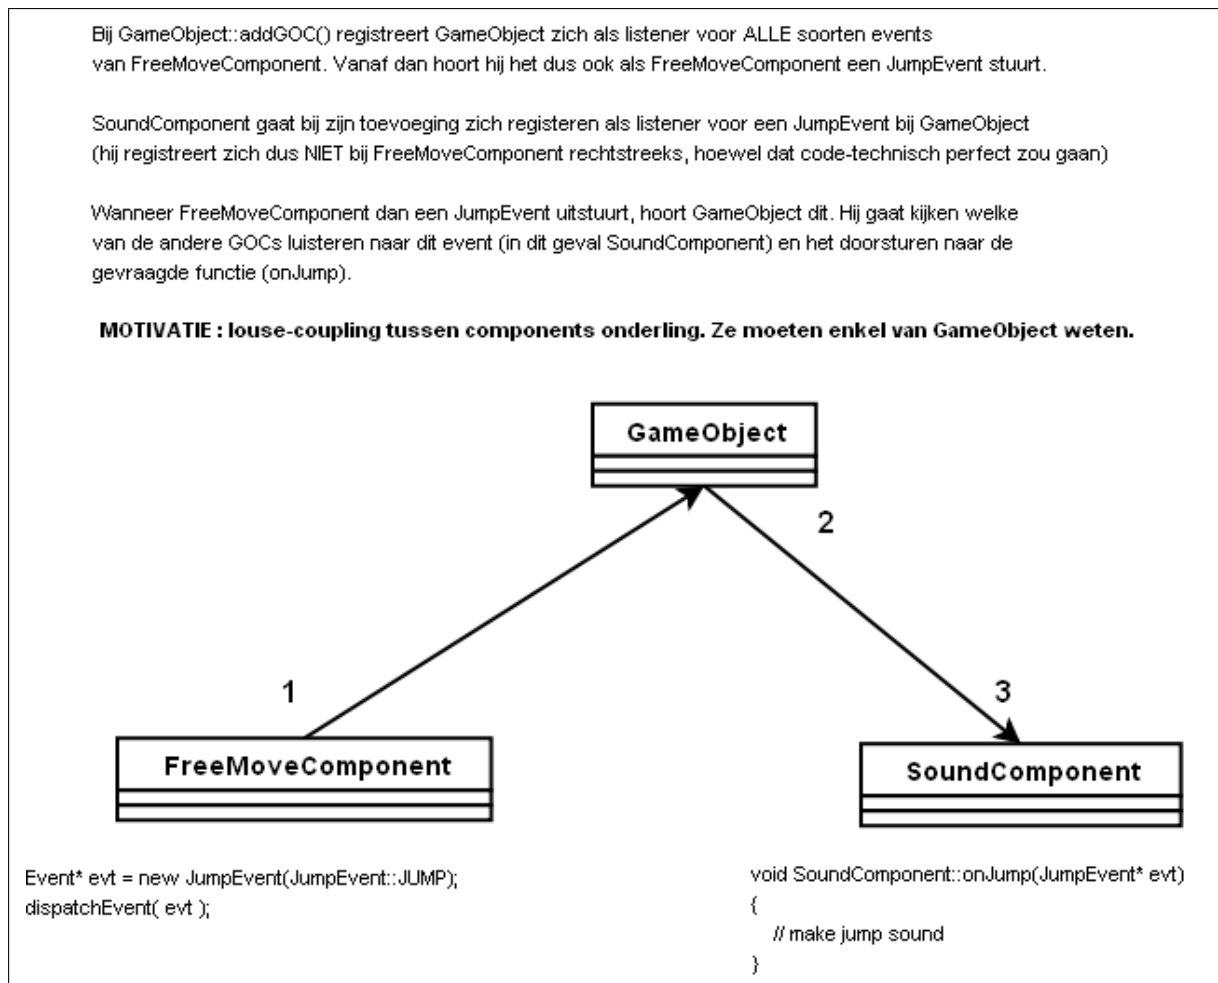 Bij GameObject::addGOC() registreert GameObject zich als listener voor ALLE soorten events
van FreeMoveComponent. Vanaf dan hoort hij het dus ook als FreeMoveComponent een JumpEvent stuurt.
SoundComponent gaat bij zijn toevoeging zich registeren als listener voor een JumpEvent bij GameObject
(hij registreert zich dus NIET bij FreeMoveComponent rechtstreeks, hoewel dat code-technisch perfect zou gaan)
Wanneer FreeMoveComponent dan een JumpEvent uitstuurt, hoort GameObject dit. Hij gaat kijken welke
van de andere GOCs luisteren naar dit event (in dit geval SoundComponent) en het doorsturen naar de
gevraagde functie (onJump).
MOTIVATIE : louse-coupling tussen components onderling. Ze moeten enkel van GameObject weten.
GameObject
2
1
3
FreeMoveComponent
SoundComponent
Event* evt = new JumpEvent(JumpEvent::JUMP);
dispatchEvent( evt );
void SoundComponent::onJump(JumpEvent* evt)
{
// make jump sound
}